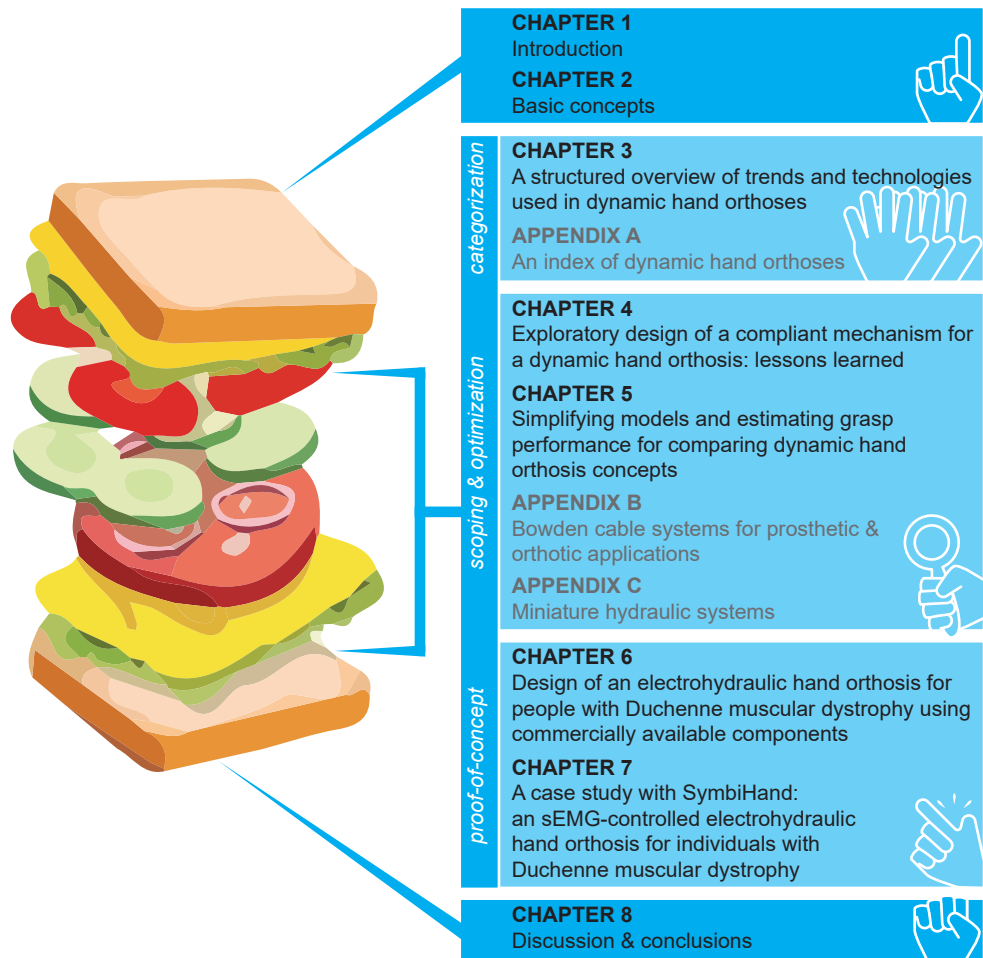 CHAPTER 1
Introduction
CHAPTER 2
Basic concepts
categorization
CHAPTER 3
A structured overview of trends and technologies
used in dynamic hand orthoses
APPENDIX A
An index of dynamic hand orthoses
scoping & optimization
CHAPTER 4
Exploratory design of a compliant mechanism for
a dynamic hand orthosis: lessons learned
CHAPTER 5
Simplifying models and estimating grasp
performance for comparing dynamic hand
orthosis concepts
APPENDIX B
Bowden cable systems for prosthetic &
orthotic applications
APPENDIX C
Miniature hydraulic systems
proof-of-concept
CHAPTER 6
Design of an electrohydraulic hand orthosis for
people with Duchenne muscular dystrophy using
commercially available components
CHAPTER 7
A case study with SymbiHand:
an sEMG-controlled electrohydraulic
hand orthosis for individuals with
Duchenne muscular dystrophy
CHAPTER 8
Discussion & conclusions